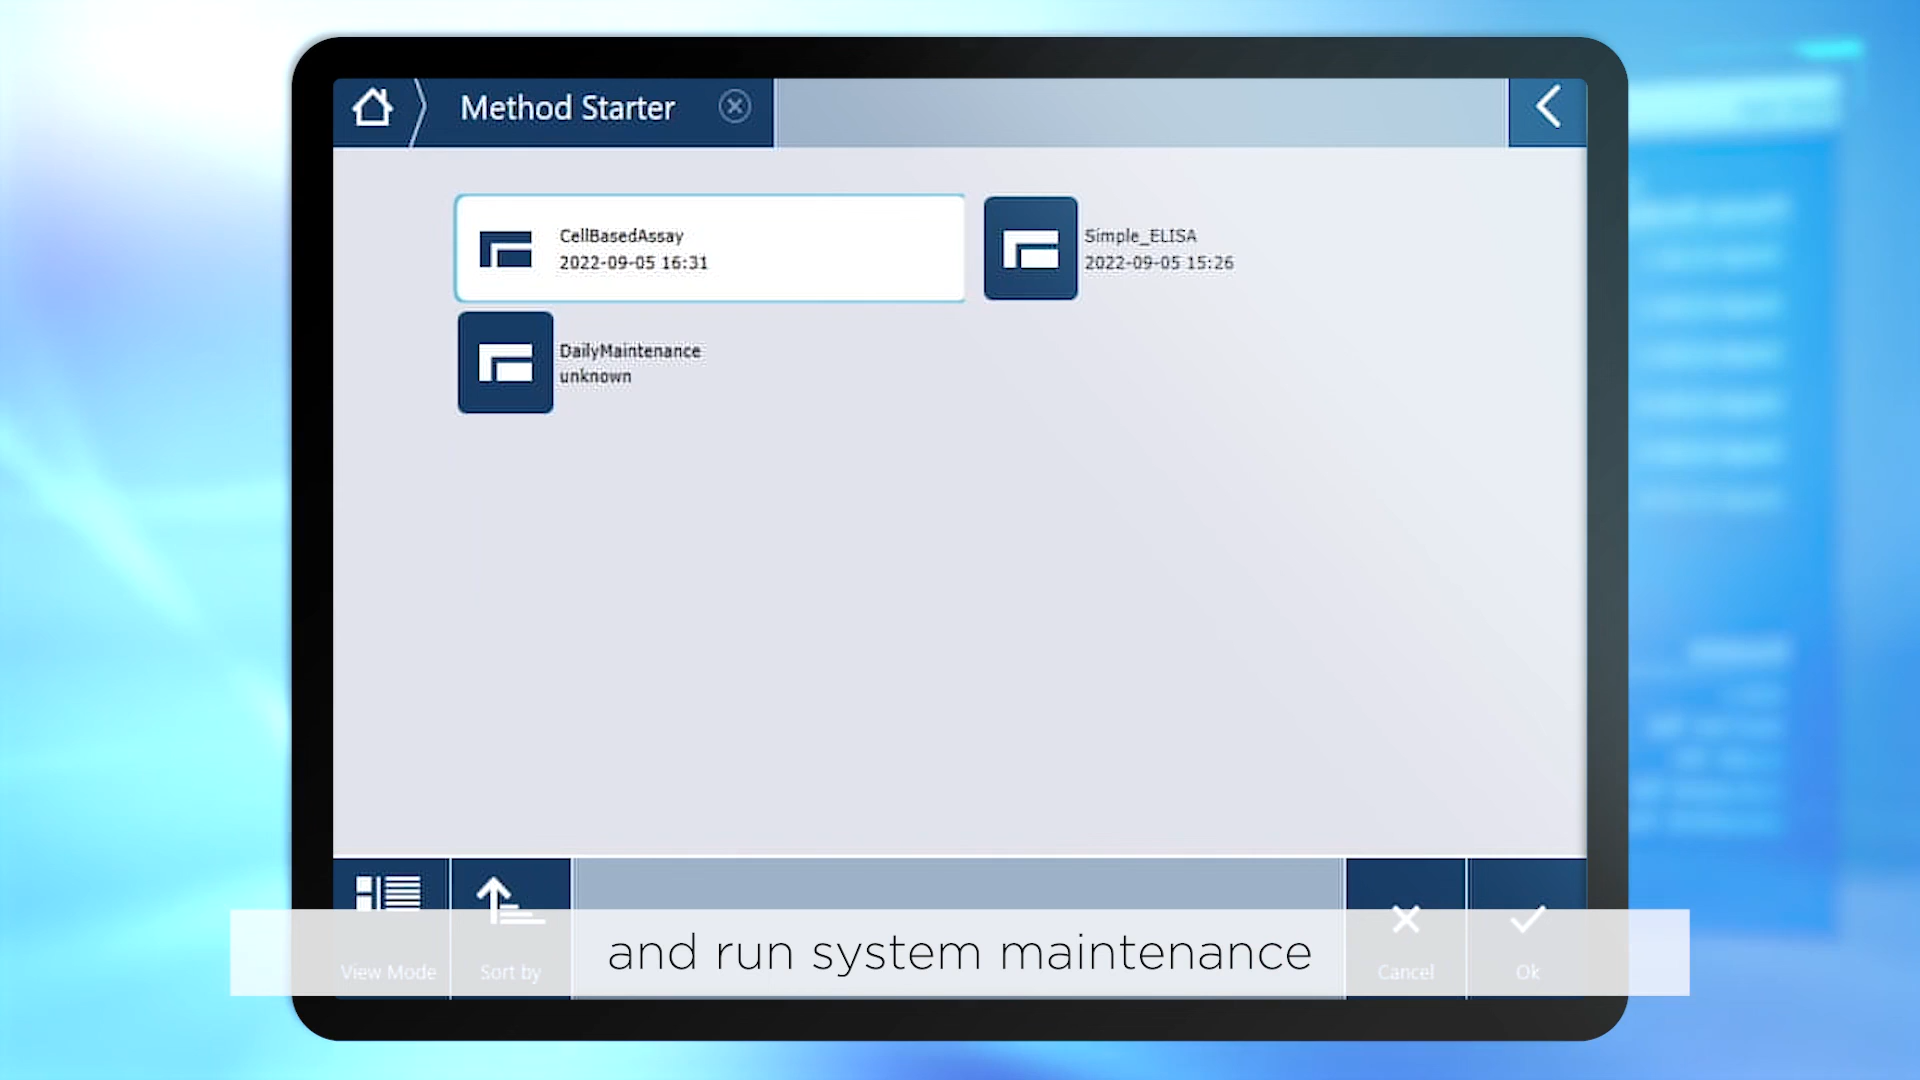 Method Starter
CellBasedAssay
2022-09-05 16:31
Simple_ELISA
2022-09-05 15:26
DailyMaintenance
unknown
View Mode
Sort by
Cancel
Ok
and run system maintenance